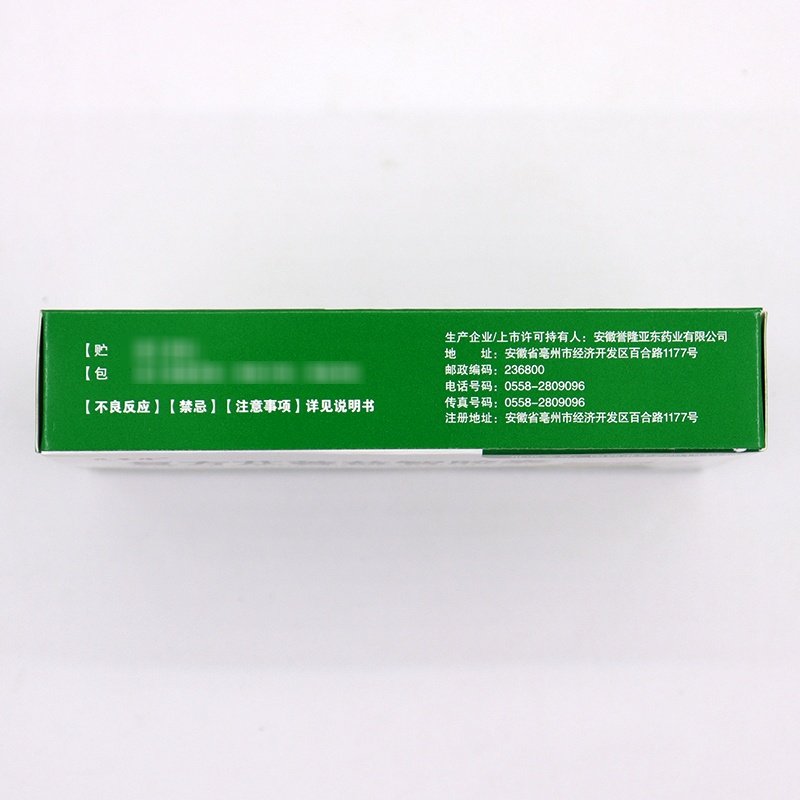 【贮
【包
【不良反应】【禁忌】【注意事项】详见说明书
生产企业/上市许可持有人：安徽誉隆亚东药业有限公司
地 址：安徽省亳州市经济开发区百合路1177号
邮政编码：236800
电话号码：0558-2809096
传真号码：0558-2809096
注册地址：安徽省亳州市经济开发区百合路1177号